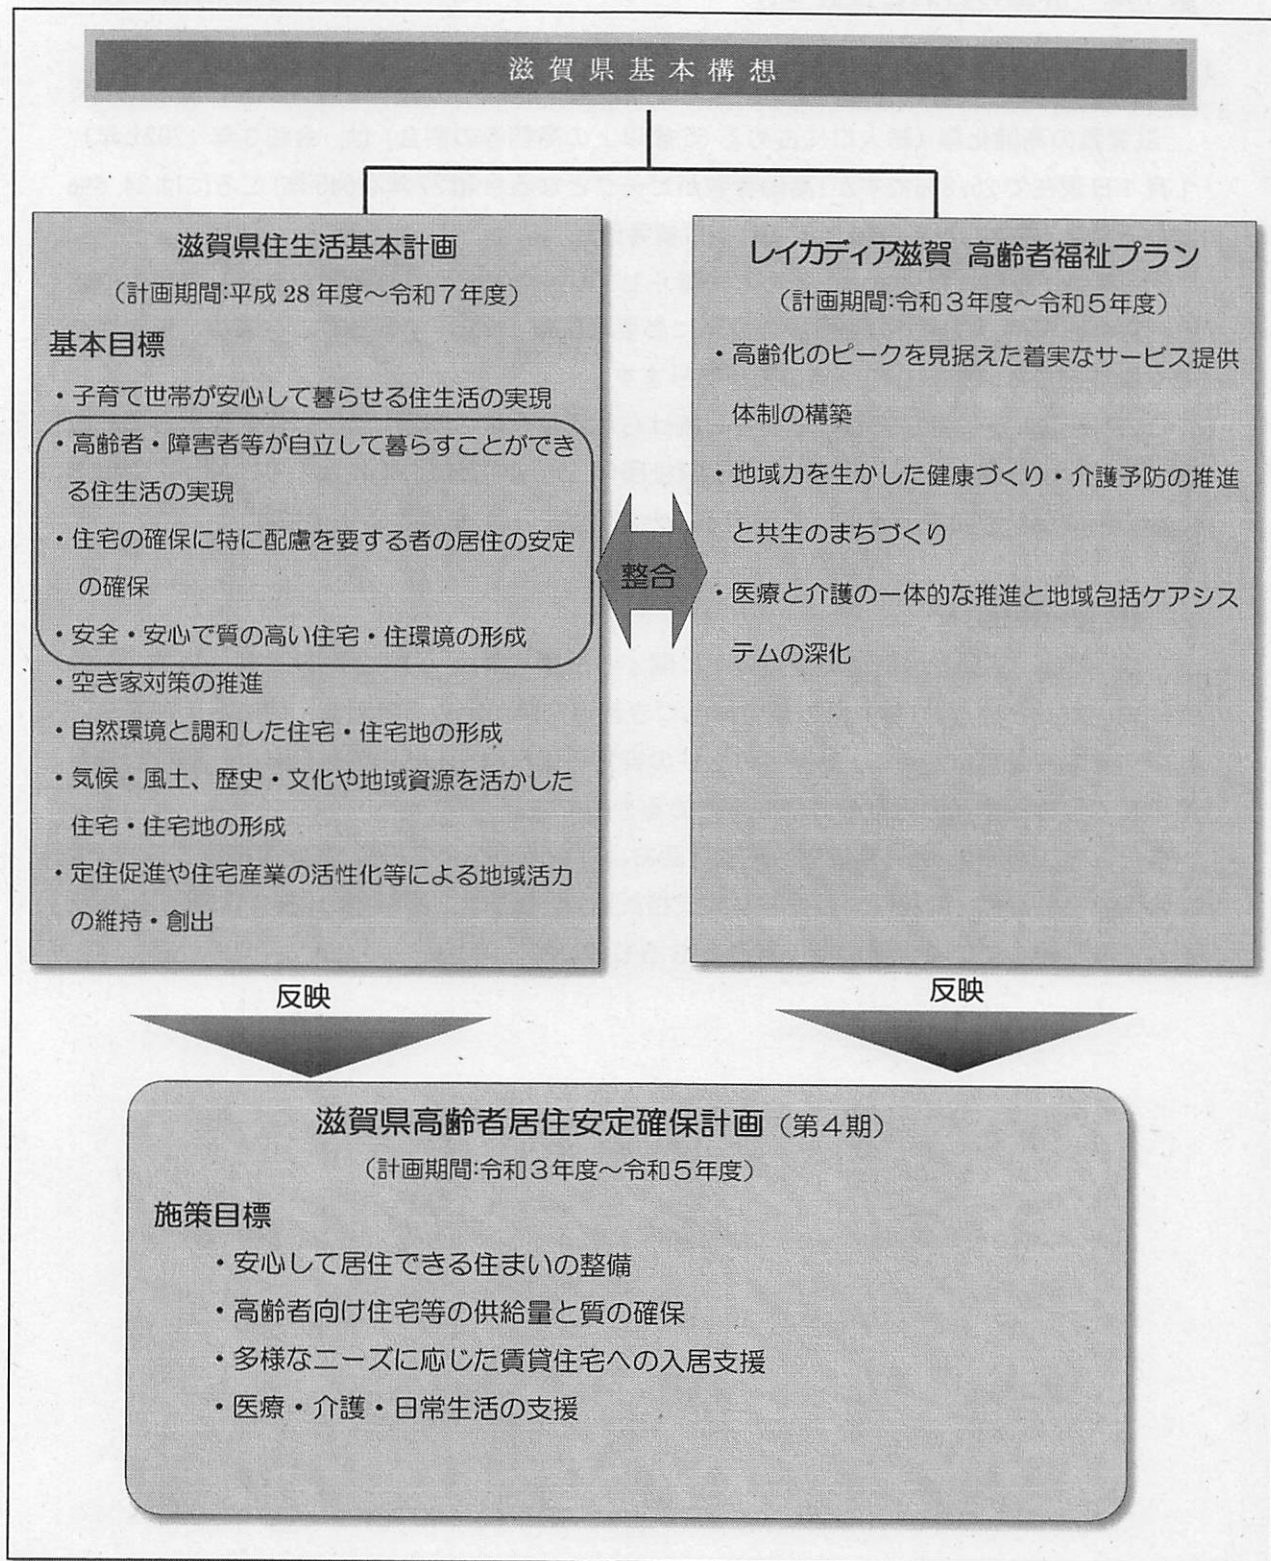 滋賀県基本構想
滋賀県住生活基本計画
（計画期間:平成 28 年度～令和７年度）
基本目標
・子育て世帯が安心して暮らせる住生活の実現
・高齢者・障害者等が自立して暮らすことができ
る住生活の実現
・住宅の確保に特に配慮を要する者の居住の安定
の確保
・安全・安心で質の高い住宅・住環境の形成
・空き家対策の推進
・自然環境と調和した住宅・住宅地の形成
・気候・風土、歴史・文化や地域資源を活かした
住宅・住宅地の形成
・定住促進や住宅産業の活性化等による地域活力
の維持・創出
整合
レイカディア滋賀 高齢者福祉プラン
（計画期間:令和３年度～令和５年度）
・高齢化のピークを見据えた着実なサービス提供
体制の構築
・地域力を生かした健康づくり・介護予防の推進
と共生のまちづくり
・医療と介護の一体的な推進と地域包括ケアシス
テムの深化
反映
反映
滋賀県高齢者居住安定確保計画（第４期）
（計画期間:令和３年度～令和５年度）
施策目標
・安心して居住できる住まいの整備
・高齢者向け住宅等の供給量と質の確保
・多様なニーズに応じた賃貸住宅への入居支援
・医療・介護・日常生活の支援